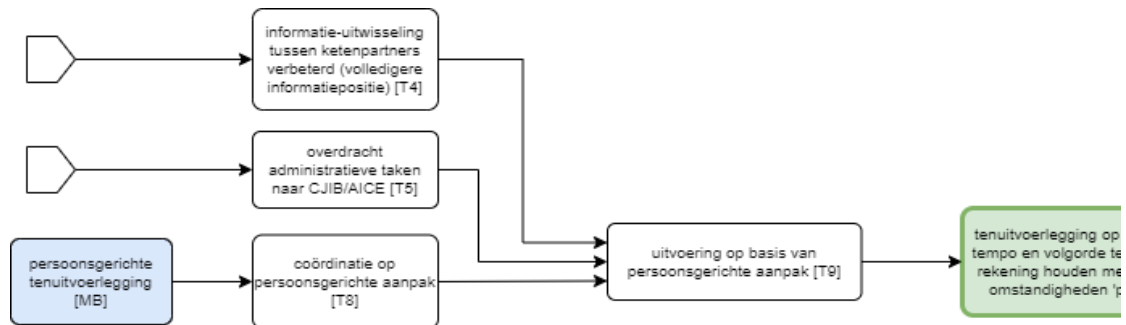 informatie-uitwisseling
tussen ketenpartners
verbeterd (volledigere
informatiepositie) [T4]
overdracht
administratieve taken
naar CJIB/AICE [T5]
persoonsgerichte
tenuitvoerlegging
[MB]
coördinatie op
persoonsgerichte aanpak
[T8]
uitvoering op basis van
persoonsgerichte aanpak [T9]
tenuitvoerlegging op
tempo en volgorde
rekening houden
omstandigheden